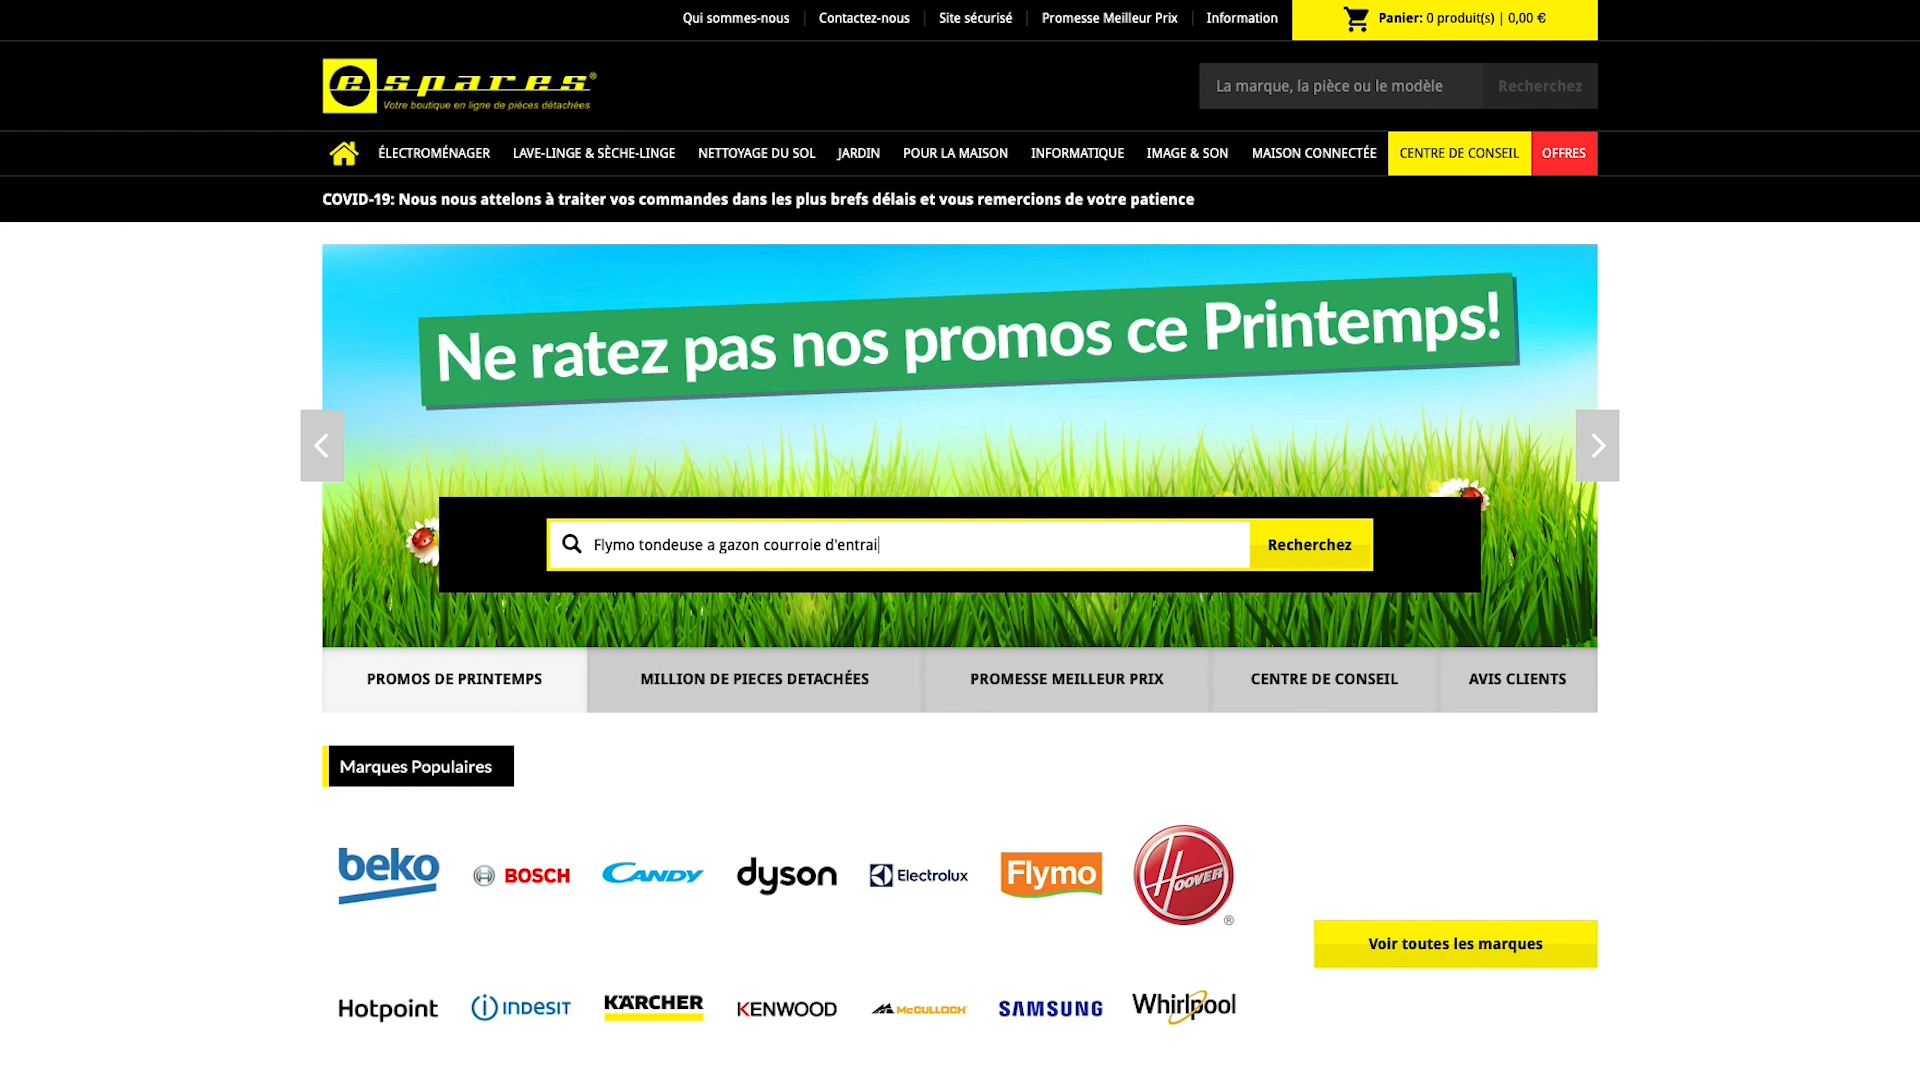 Qui sommes-nous
Contactez-nous
Site sécurisé
Promesse Meilleur Prix
Information
Panier: 0 produit(s) | 0,00 €
e spares®
Votre boutique en ligne de pièces détachées
La marque, la pièce ou le modèle
Recherchez
ÉLECTROMÉNAGER
LAVE-LINGE & SÈCHE-LINGE
NETTOYAGE DU SOL
JARDIN
POUR LA MAISON
INFORMATIQUE
IMAGE & SON
MAISON CONNECTÉE
CENTRE DE CONSEIL
OFFRES
COVID-19: Nous nous attelons à traiter vos commandes dans les plus brefs délais et vous remercions de votre patience
Ne ratez pas nos promos ce Printemps!
Flymo tondeuse a gazon courroie d'entrai
Recherchez
PROMOS DE PRINTEMPS
MILLION DE PIECES DETACHÉES
PROMESSE MEILLEUR PRIX
CENTRE DE CONSEIL
AVIS CLIENTS
Marques Populaires
beko
BOSCH
CANDY
dyson
Electrolux
Flymo
HOOVER ®
Voir toutes les marques
Hotpoint
INDESIT
KÄRCHER
KENWOOD
McCULLOCH
SAMSUNG
Whirlpool